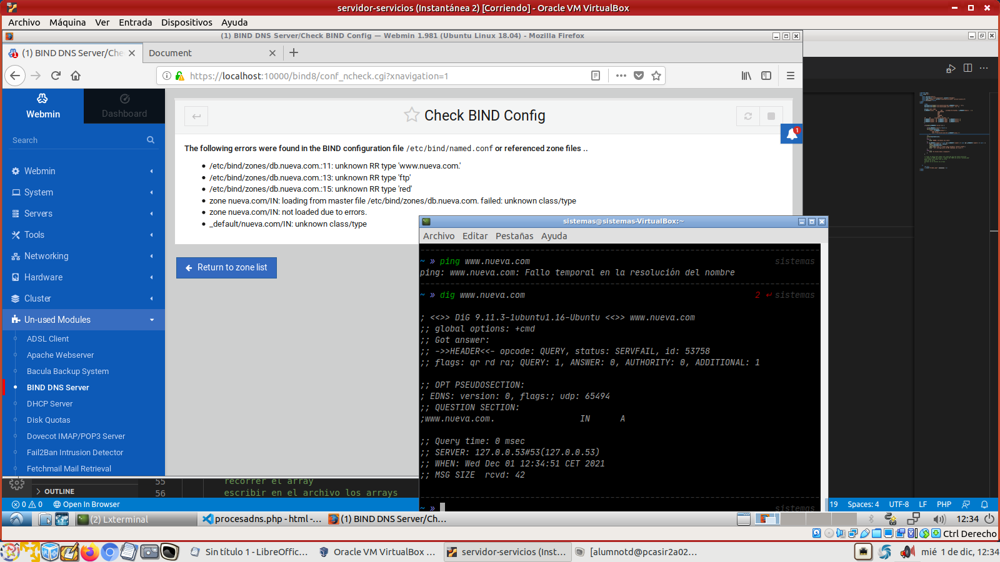 servidor-servicios (Instantánea 2) [Corriendo] - Oracle VM VirtualBox
Archivo Máquina Ver Entrada Dispositivos Ayuda
(1) BIND DNS Server/Check BIND Config — Webmin 1.981 (Ubuntu Linux 18.04) - Mozilla Firefox
(1) BIND DNS Server/Che
Document
https://localhost:10000/bind8/conf_ncheck.cgi?xnavigation=1
Webmin
Dashboard
Search
Webmin
System
Servers
Tools
Networking
Hardware
Cluster
Un-used Modules
ADSL Client
Apache Webserver
Bacula Backup System
BIND DNS Server
DHCP Server
Disk Quotas
Dovecot IMAP/POP3 Server
Fail2Ban Intrusion Detector
Fetchmail Mail Retrieval
Check BIND Config
1
The following errors were found in the BIND configuration file /etc/bind/named.conf or referenced zone files ..
/etc/bind/zones/db.nueva.com.:11: unknown RR type 'www.nueva.com.'
/etc/bind/zones/db.nueva.com.:13: unknown RR type 'ftp'
/etc/bind/zones/db.nueva.com.:15: unknown RR type 'red'
zone nueva.com/IN: loading from master file /etc/bind/zones/db.nueva.com. failed: unknown class/type
zone nueva.com/IN: not loaded due to errors.
_default/nueva.com/IN: unknown class/type
Return to zone list
sistemas@sistemas-VirtualBox:~
Archivo Editar Pestañas Ayuda
~ » ping www.nueva.com sistemas
ping: www.nueva.com: Fallo temporal en la resolución del nombre
~ » dig www.nueva.com 2 ↵ sistemas
; <<>> DiG 9.11.3-1ubuntu1.16-Ubuntu <<>> www.nueva.com
;; global options: +cmd
;; Got answer:
;; ->>HEADER<<- opcode: QUERY, status: SERVFAIL, id: 53758
;; flags: qr rd ra; QUERY: 1, ANSWER: 0, AUTHORITY: 0, ADDITIONAL: 1
;; OPT PSEUDOSECTION:
; EDNS: version: 0, flags:; udp: 65494
;; QUESTION SECTION:
;www.nueva.com. IN A
;; Query time: 0 msec
;; SERVER: 127.0.0.53#53(127.0.0.53)
;; WHEN: Wed Dec 01 12:34:51 CET 2021
;; MSG SIZE rcvd: 42
~ » sistemas
OUTLINE
55 recorrer el array
56 escribir en el archivo los arrays
0 0 Open In Browser
19 Spaces: 4 UTF-8 LF PHP
(2) Lxterminal
procesadns.php - html -...
(1) BIND DNS Server/Ch...
12:34
Ctrl Derecho
Sin título 1 - LibreOffic...
Oracle VM VirtualBox ...
servidor-servicios (Inst...
[alumnotd@pcasir2a02...
mié 1 de dic, 12:34